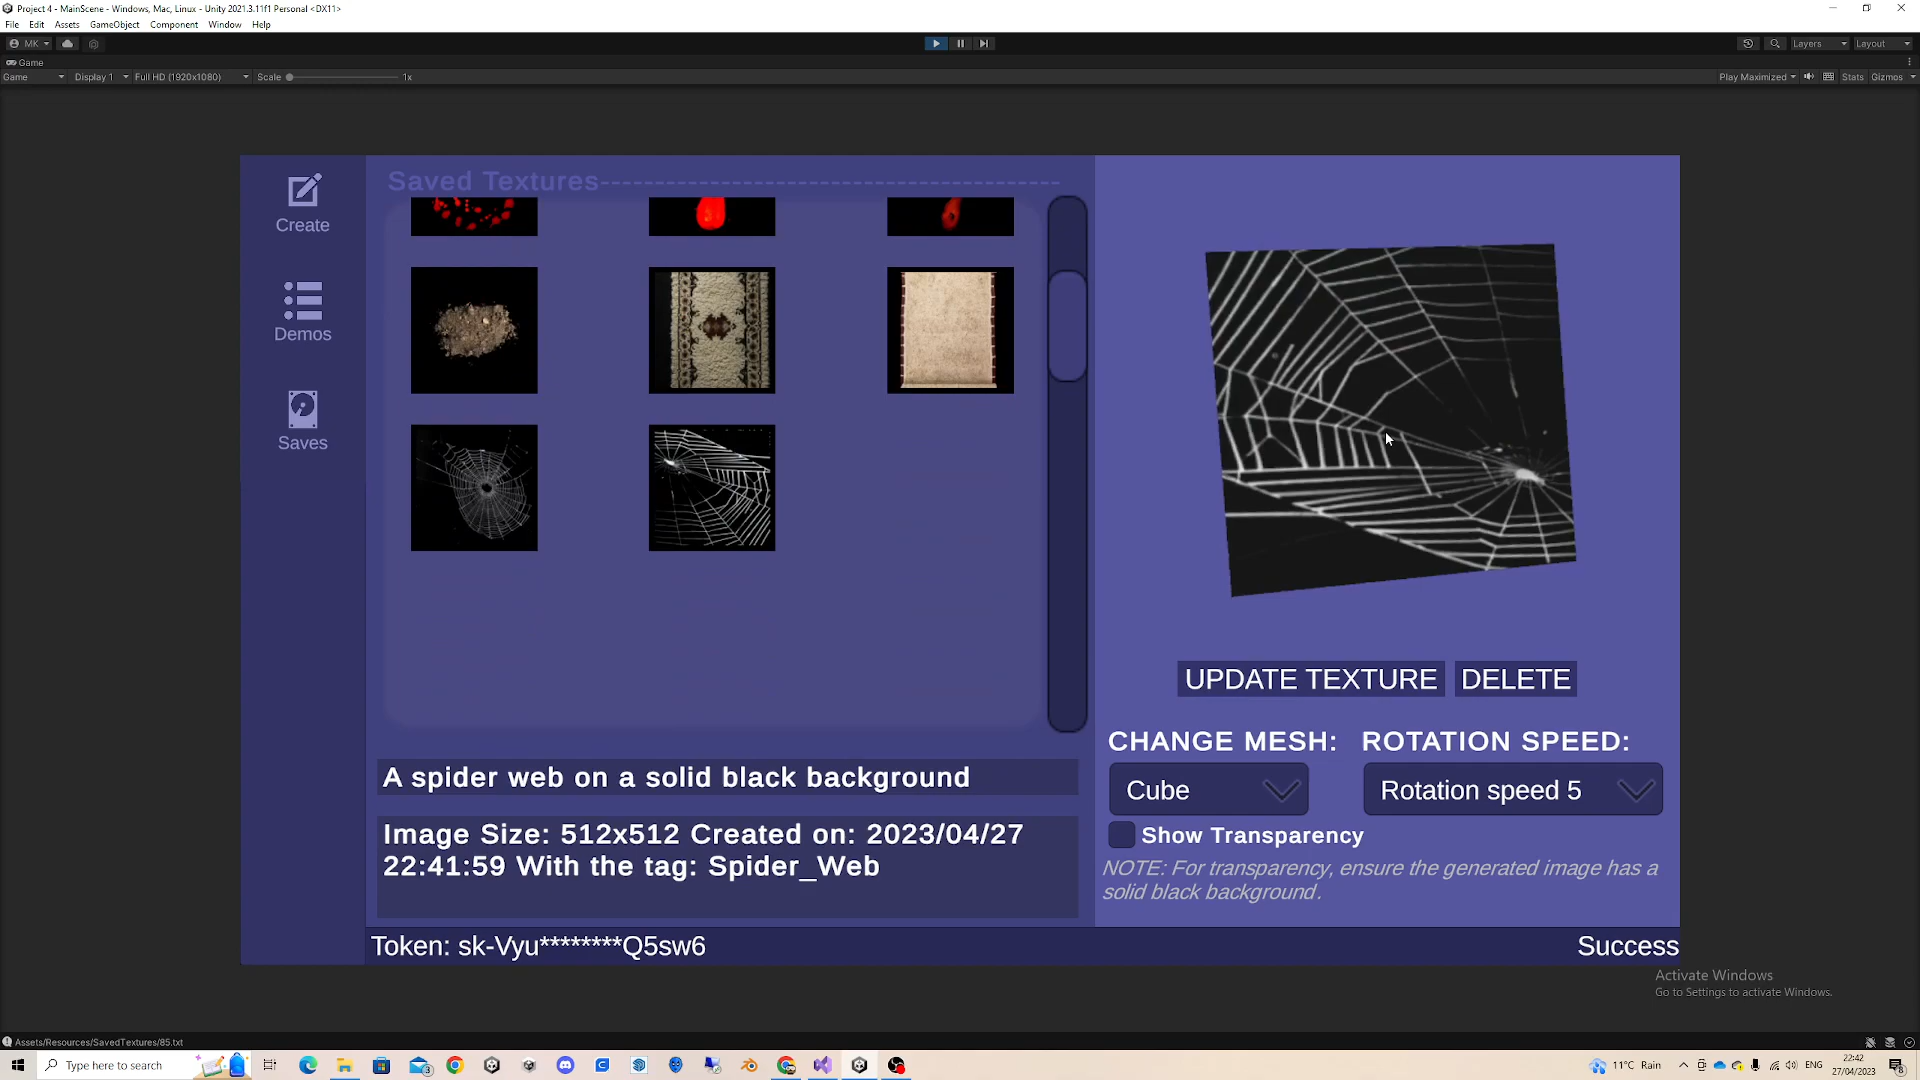 Project 4 - MainScene - Windows, Mac, Linux - Unity 2021.3.11f1 Personal <DX11>
File Edit Assets GameObject Component Window Help
MK Layers Layout
Game
Game Display 1 Full HD (1920x1080) Scale 1x Play Maximized Stats Gizmos
Saved Textures------------------------------------------
Create
Demos
Saves
UPDATE TEXTURE DELETE
CHANGE MESH: ROTATION SPEED:
Cube Rotation speed 5
Show Transparency
NOTE: For transparency, ensure the generated image has a
solid black background.
A spider web on a solid black background
Image Size: 512x512 Created on: 2023/04/27
22:41:59 With the tag: Spider_Web
Token: sk-Vyu********Q5sw6 Success
Activate Windows
Go to Settings to activate Windows.
Assets/Resources/SavedTextures/85.txt
Type here to search 3 11°C Rain ENG 22:42
27/04/2023 8